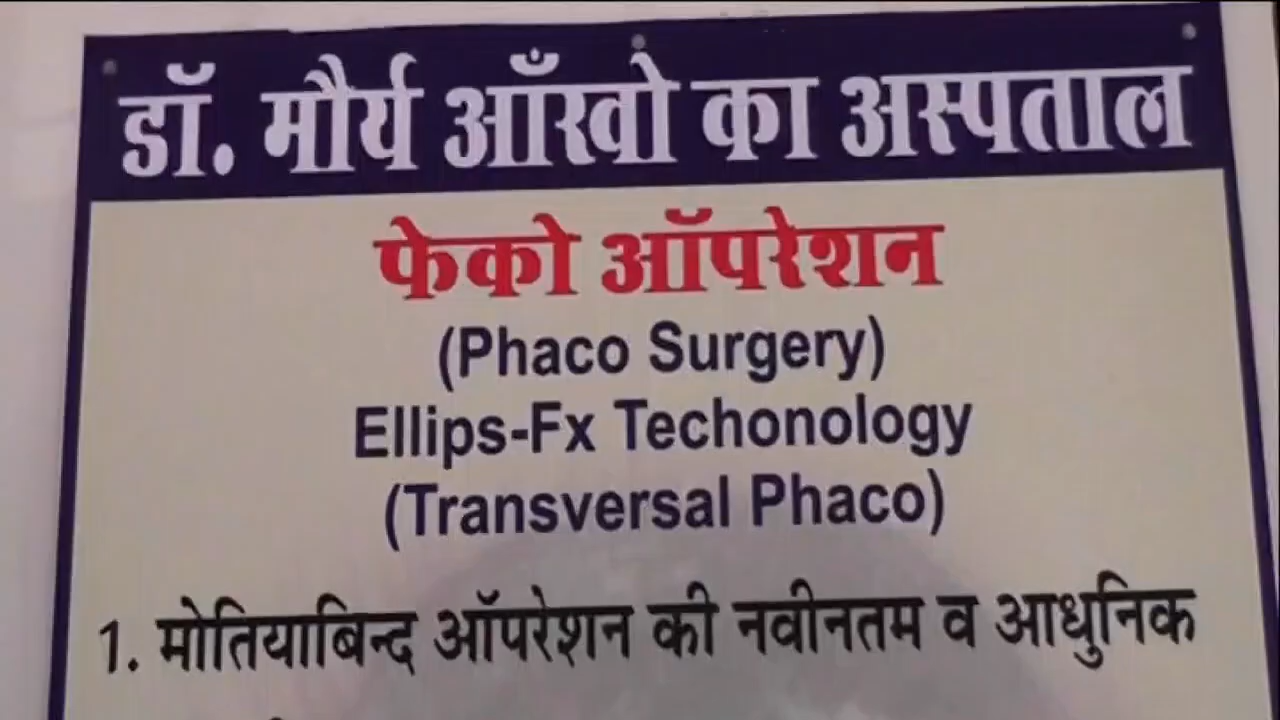 डॉ. मौर्य आँखो का अस्पताल
फेको ऑपरेशन
(Phaco Surgery)
Ellips-Fx Techonology
(Transversal Phaco)
1. मोतियाबिन्द ऑपरेशन की नवीनतम व आधुनिक